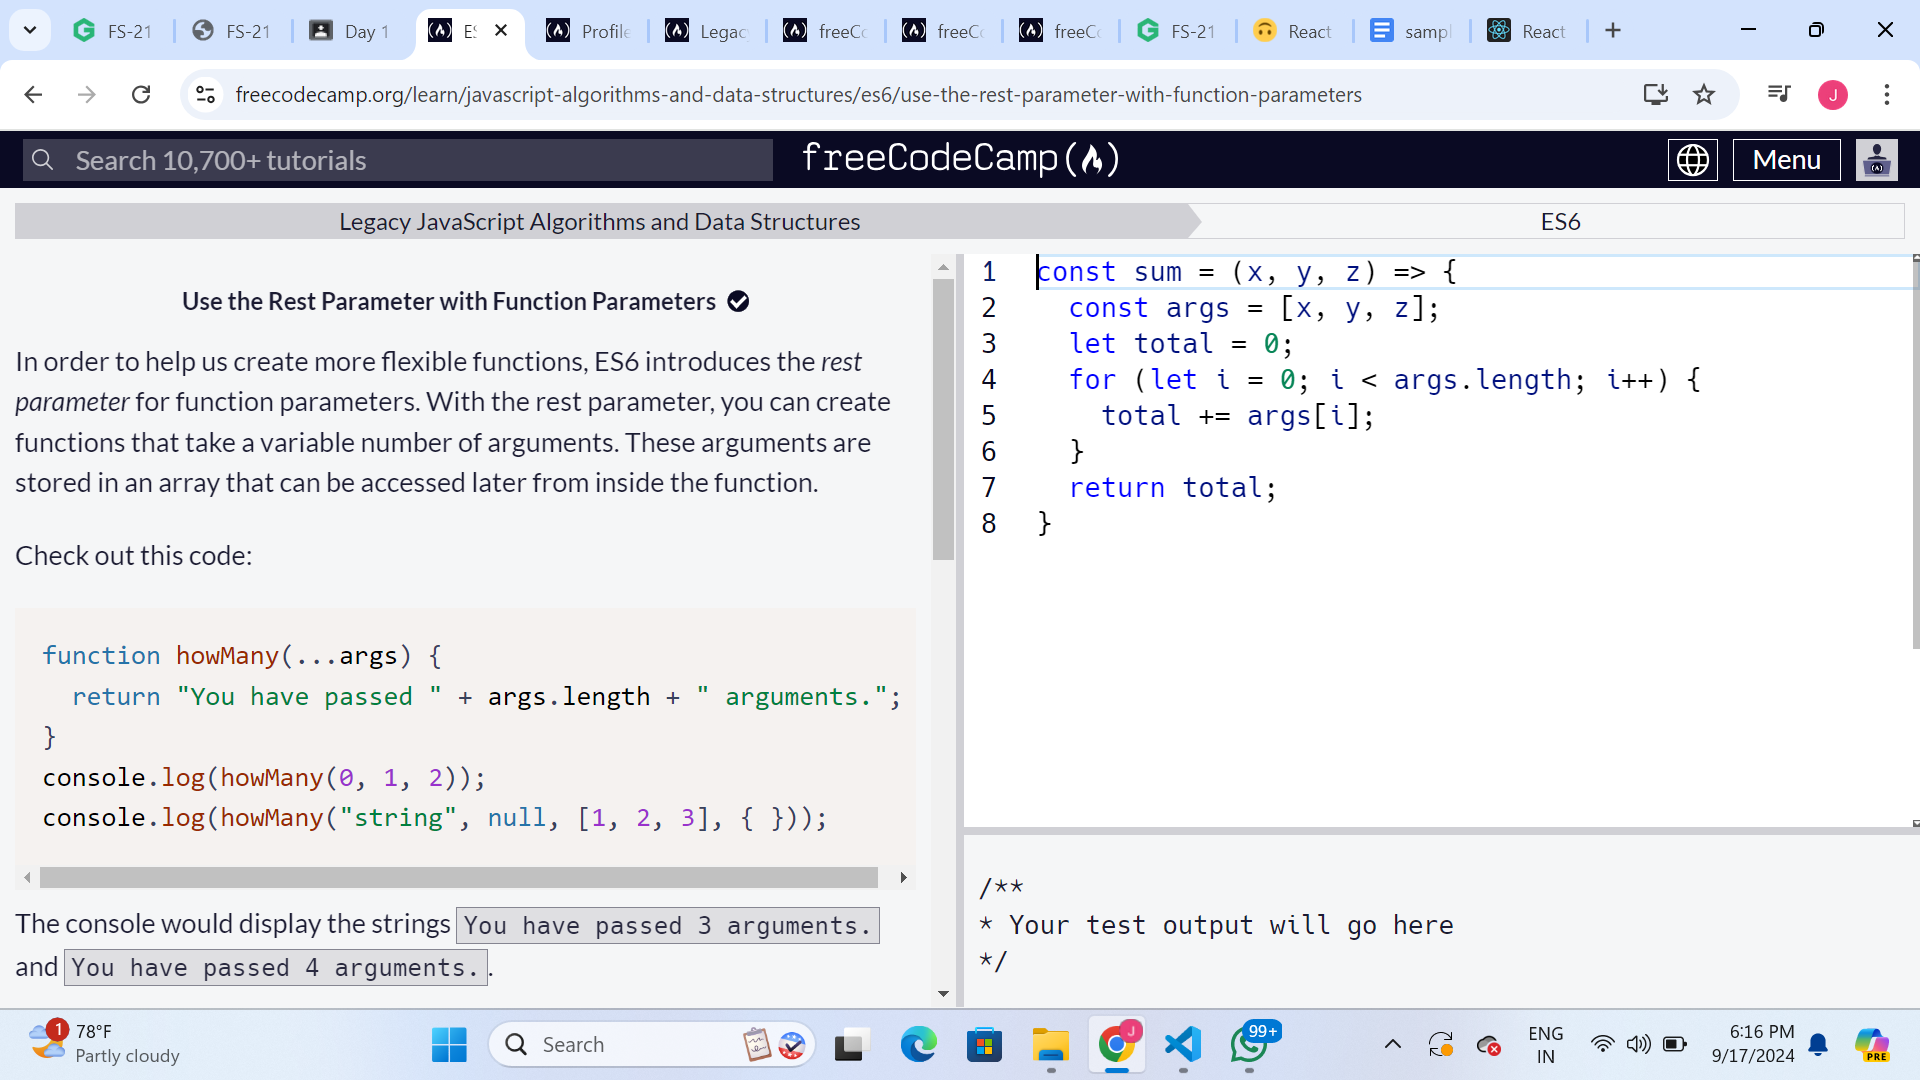 FS-21
FS-21
Day 1
ES
Profile
Legac
freeCo
freeCo
freeCo
FS-21
React
samp
React
freecodecamp.org/learn/javascript-algorithms-and-data-structures/es6/use-the-rest-parameter-with-function-parameters
J
Search 10,700+ tutorials
freeCodeCamp
Menu
Legacy JavaScript Algorithms and Data Structures
ES6
Use the Rest Parameter with Function Parameters
In order to help us create more flexible functions, ES6 introduces the rest
parameter for function parameters. With the rest parameter, you can create
functions that take a variable number of arguments. These arguments are
stored in an array that can be accessed later from inside the function.
Check out this code:
function howMany(...args) {
return "You have passed " + args.length + " arguments.";
}
console.log(howMany(0, 1, 2));
console.log(howMany("string", null, [1, 2, 3], { }));
The console would display the strings You have passed 3 arguments.
and You have passed 4 arguments..
1 const sum = (x, y, z) => {
2 const args = [x, y, z];
3 let total = 0;
4 for (let i = 0; i < args.length; i++) {
5 total += args[i];
6 }
7 return total;
8 }
/**
* Your test output will go here
*/
1
78°F
Partly cloudy
Search
J
99+
ENG
IN
6:16 PM
9/17/2024
PRE